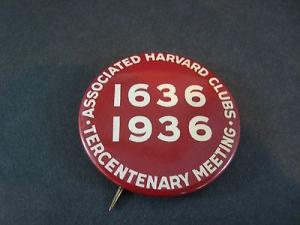 ASSOCIATED HARVARD CLUBS
1636
1936
· TERCENTENARY MEETING ·